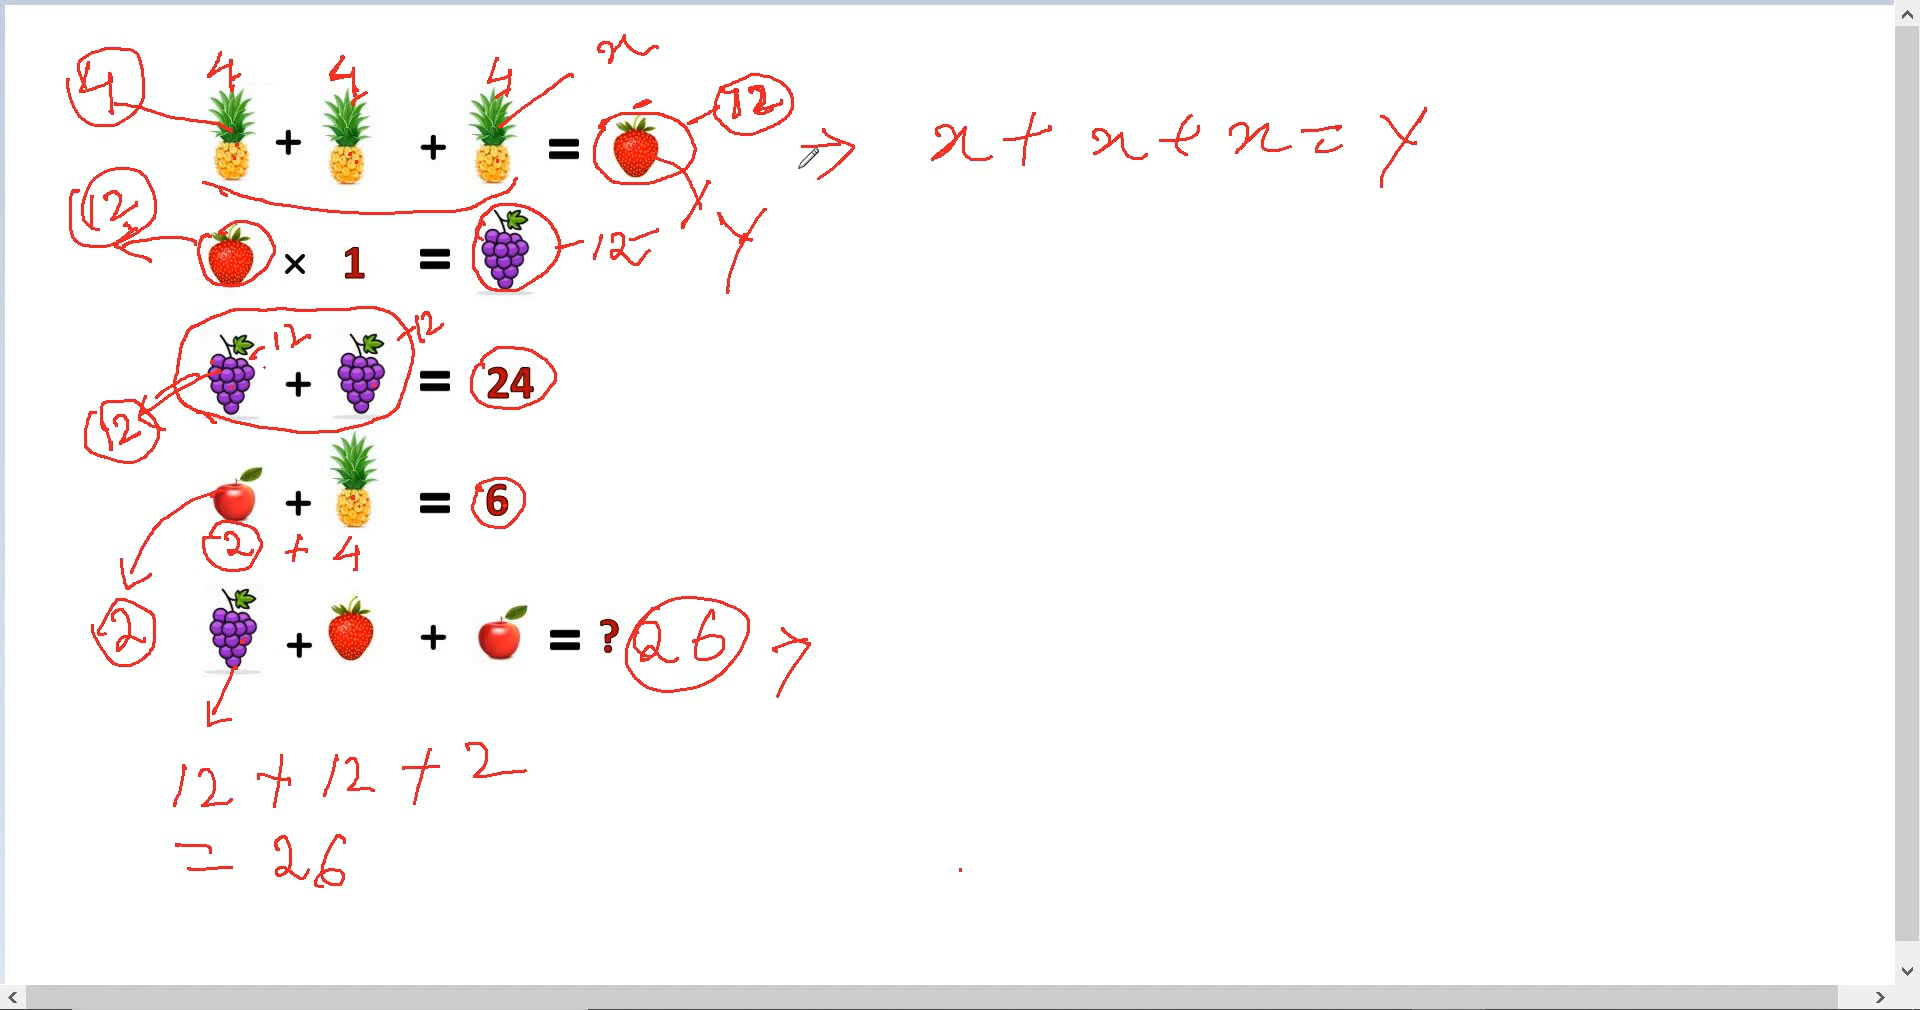 x
4 4 4 4
+ + = 12
x + x + x = y
12
× 1 = 12 y
12 12
+ = 24
12
+ = 6
2 + 4
2
+ + = ? 26
12 + 12 + 2
= 26